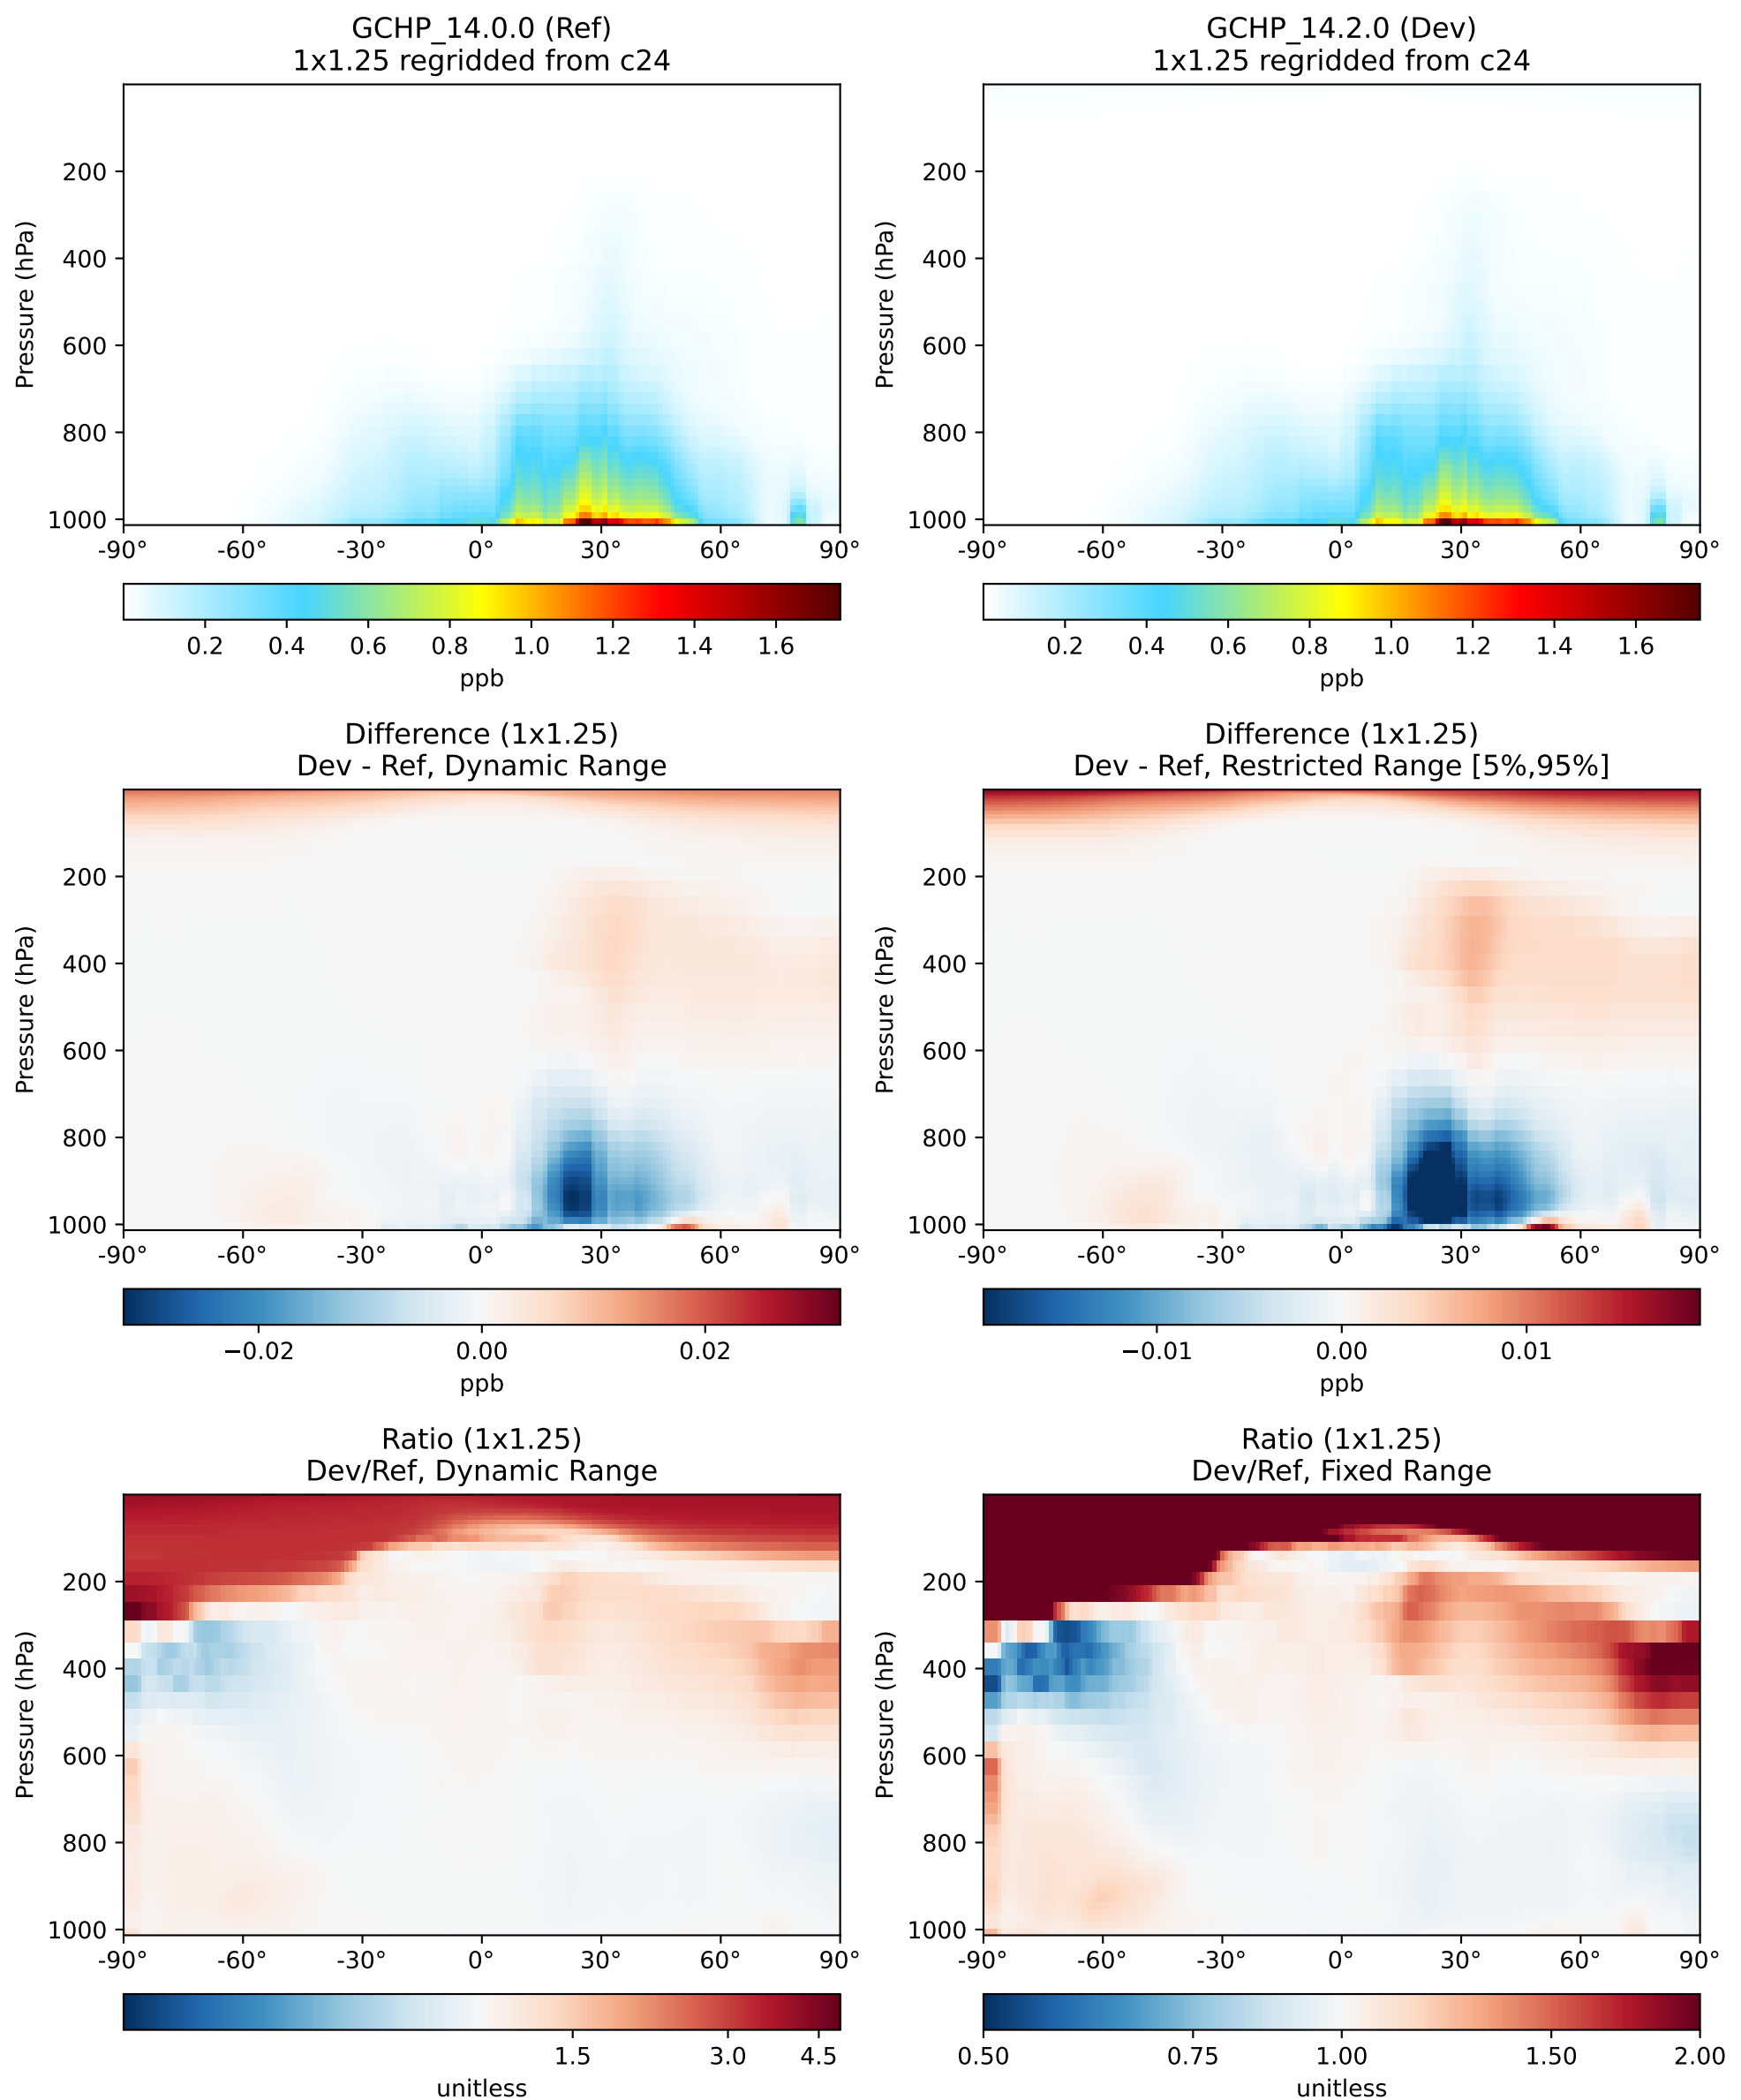 GCHP_14.0.0 (Ref)
1x1.25 regridded from c24
Pressure (hPa)
200
400
600
800
1000
-90° -60° -30° 0° 30° 60° 90°
0.2 0.4 0.6 0.8 1.0 1.2 1.4 1.6
ppb
GCHP_14.2.0 (Dev)
1x1.25 regridded from c24
Pressure (hPa)
200
400
600
800
1000
-90° -60° -30° 0° 30° 60° 90°
0.2 0.4 0.6 0.8 1.0 1.2 1.4 1.6
ppb
Difference (1x1.25)
Dev - Ref, Dynamic Range
Pressure (hPa)
200
400
600
800
1000
-90° -60° -30° 0° 30° 60° 90°
−0.02 0.00 0.02
ppb
Difference (1x1.25)
Dev - Ref, Restricted Range [5%,95%]
Pressure (hPa)
200
400
600
800
1000
-90° -60° -30° 0° 30° 60° 90°
−0.01 0.00 0.01
ppb
Ratio (1x1.25)
Dev/Ref, Dynamic Range
Pressure (hPa)
200
400
600
800
1000
-90° -60° -30° 0° 30° 60° 90°
1.5 3.0 4.5
unitless
Ratio (1x1.25)
Dev/Ref, Fixed Range
Pressure (hPa)
200
400
600
800
1000
-90° -60° -30° 0° 30° 60° 90°
0.50 0.75 1.00 1.50 2.00
unitless